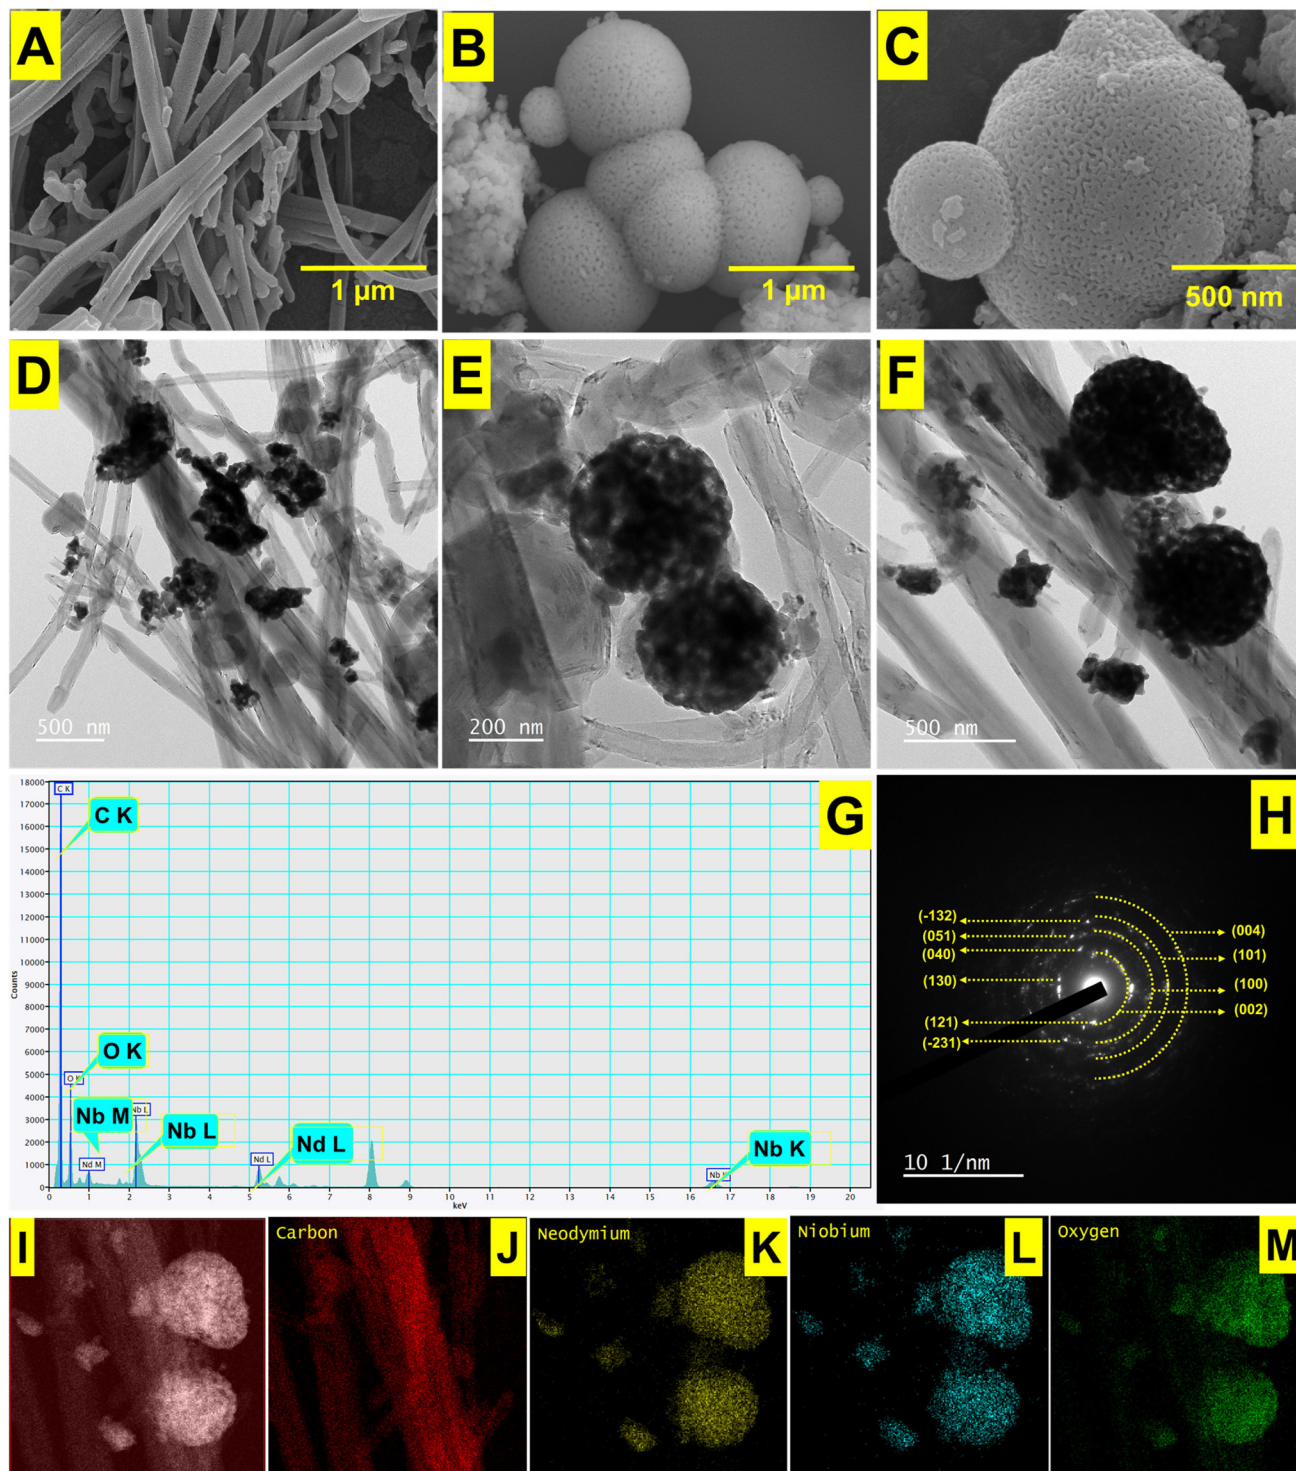 A
1 µm
B
1 µm
C
500 nm
D
500 nm
E
200 nm
F
500 nm
G
18000
17000
16000
15000
14000
13000
12000
11000
10000
9000
8000
7000
6000
5000
4000
3000
2000
1000
0
Counts
C K
C K
O K
O K
Nb M
Nd M
Nb L
Nb L
Nd L
Nd L
Nb K
0 1 2 3 4 5 6 7 8 9 10 11 12 13 14 15 16 17 18 19 20
keV
H
(-132)
(051)
(040)
(130)
(121)
(-231)
(004)
(101)
(100)
(002)
10 1/nm
I
Carbon
J
Neodymium
K
Niobium
L
Oxygen
M